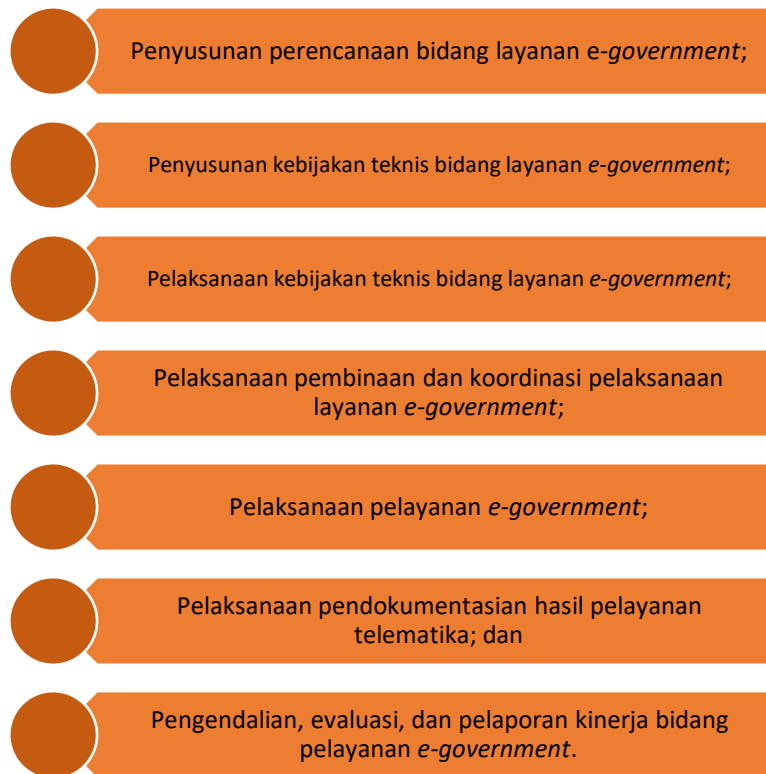 Penyusunan perencanaan bidang layanan e-government;
Penyusunan kebijakan teknis bidang layanan e-government;
Pelaksanaan kebijakan teknis bidang layanan e-government;
Pelaksanaan pembinaan dan koordinasi pelaksanaan
layanan e-government;
Pelaksanaan pelayanan e-government;
Pelaksanaan pendokumentasian hasil pelayanan
telematika; dan
Pengendalian, evaluasi, dan pelaporan kinerja bidang
pelayanan e-government.